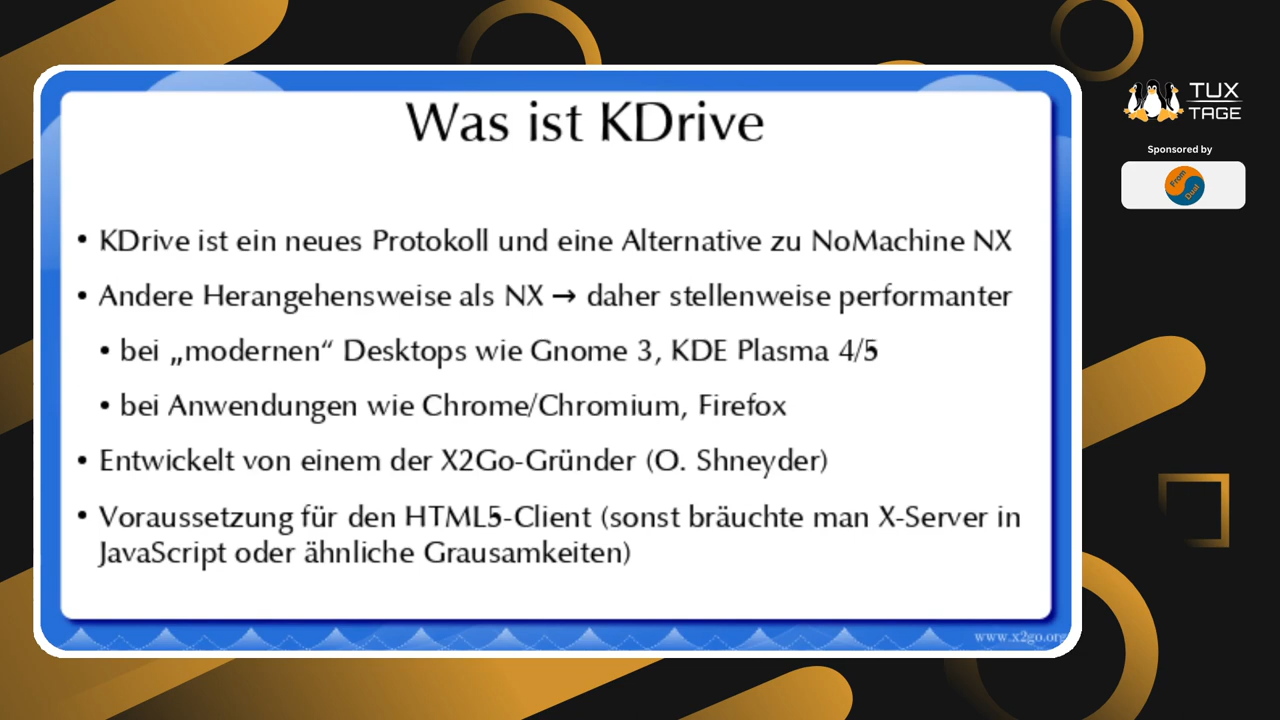 Was ist KDrive
• KDrive ist ein neues Protokoll und eine Alternative zu NoMachine NX
• Andere Herangehensweise als NX → daher stellenweise performanter
• bei „modernen“ Desktops wie Gnome 3, KDE Plasma 4/5
• bei Anwendungen wie Chrome/Chromium, Firefox
• Entwickelt von einem der X2Go-Gründer (O. Shneyder)
• Voraussetzung für den HTML5-Client (sonst bräuchte man X-Server in
JavaScript oder ähnliche Grausamkeiten)
www.x2go.org
TUX
TAGE
Sponsored by
From
Dual